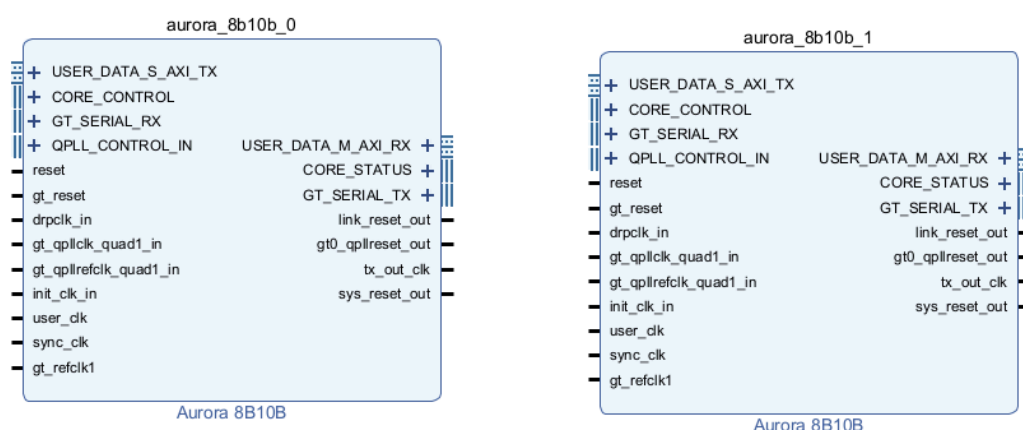 aurora_8b10b_0
USER_DATA_S_AXI_TX
CORE_CONTROL
GT_SERIAL_RX
QPLL_CONTROL_IN
reset
gt_reset
drpclk_in
gt_qpllclk_quad1_in
gt_qpllrefclk_quad1_in
init_clk_in
user_clk
sync_clk
gt_refclk1
USER_DATA_M_AXI_RX
CORE_STATUS
GT_SERIAL_TX
link_reset_out
gt0_qpllreset_out
tx_out_clk
sys_reset_out
Aurora 8B10B
aurora_8b10b_1
USER_DATA_S_AXI_TX
CORE_CONTROL
GT_SERIAL_RX
QPLL_CONTROL_IN
reset
gt_reset
drpclk_in
gt_qpllclk_quad1_in
gt_qpllrefclk_quad1_in
init_clk_in
user_clk
sync_clk
gt_refclk1
USER_DATA_M_AXI_RX
CORE_STATUS
GT_SERIAL_TX
link_reset_out
gt0_qpllreset_out
tx_out_clk
sys_reset_out
Aurora 8B10B